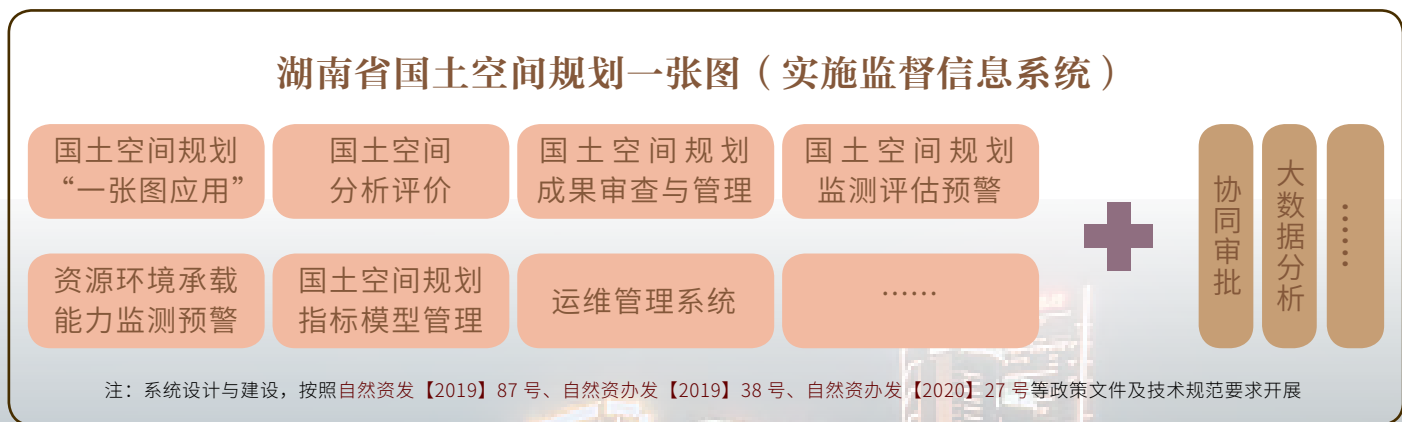 湖南省国土空间规划一张图（实施监督信息系统）
国土空间规划
“一张图应用”
国土空间
分析评价
国土空间规划
成果审查与管理
国土空间规划
监测评估预警
资源环境承载
能力监测预警
国土空间规划
指标模型管理
运维管理系统
……
协同审批
大数据分析
……
注：系统设计与建设，按照自然资发【2019】87 号、自然资办发【2019】38 号、自然资办发【2020】27 号等政策文件及技术规范要求开展